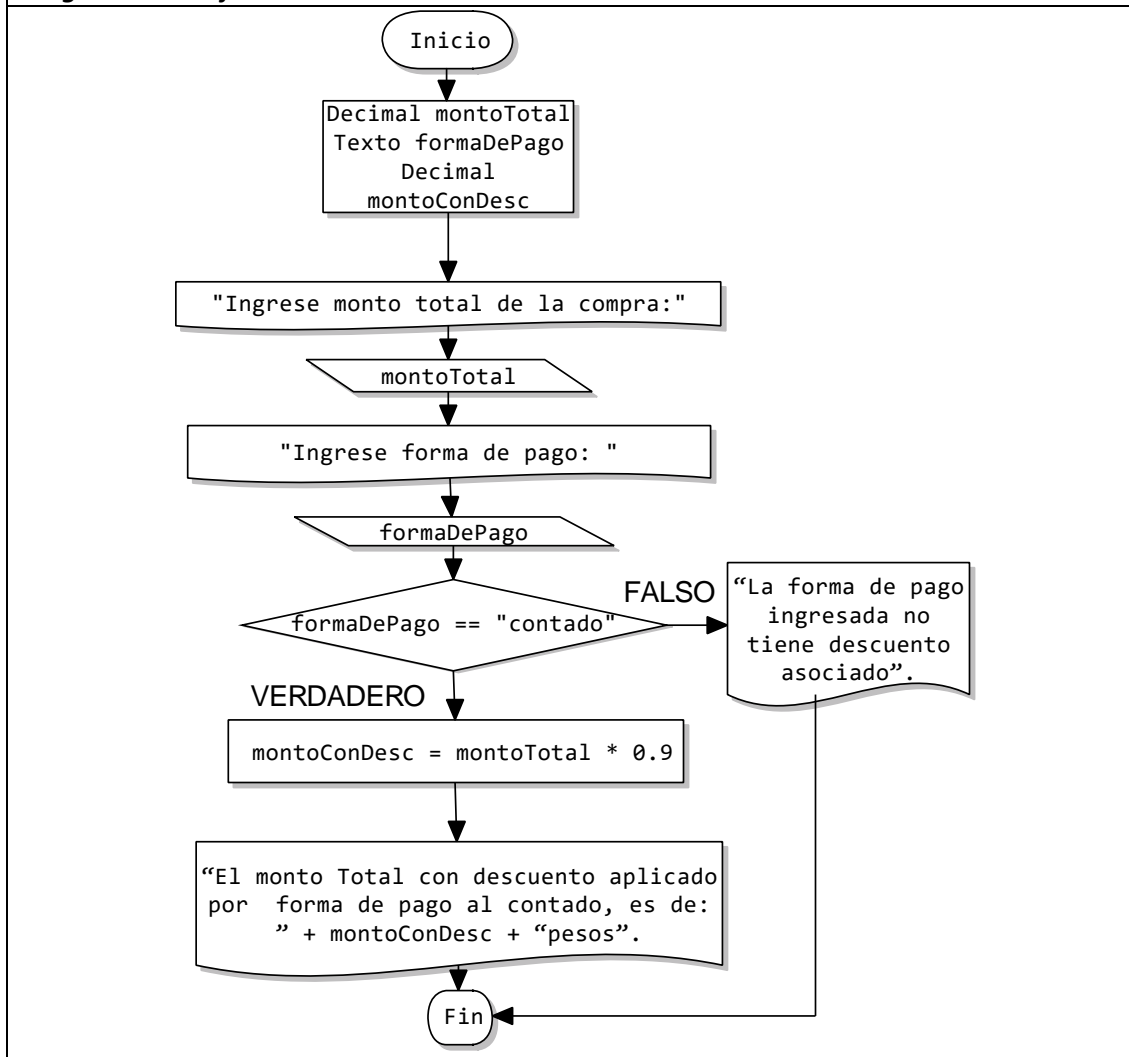 Inicio
Decimal montoTotal
Texto formaDePago
Decimal
montoConDesc
"Ingrese monto total de la compra:"
montoTotal
"Ingrese forma de pago: "
formaDePago
formaDePago == "contado"
FALSO
“La forma de pago
ingresada no
tiene descuento
asociado”.
VERDADERO
montoConDesc = montoTotal * 0.9
“El monto Total con descuento aplicado
por  forma de pago al contado, es de:
” + montoConDesc + “pesos”.
Fin